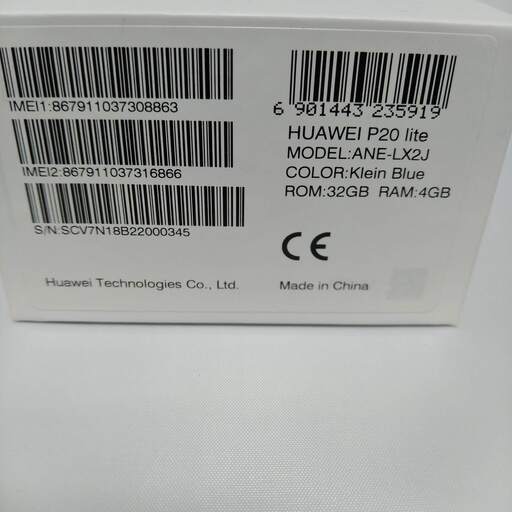 IMEI1:867911037308863
IMEI2:867911037316866
S/N:SCV7N18B22000345
Huawei Technologies Co., Ltd.
6 901443 235919
HUAWEI P20 lite
MODEL:ANE-LX2J
COLOR:Klein Blue
ROM:32GB RAM:4GB
CE
Made in China